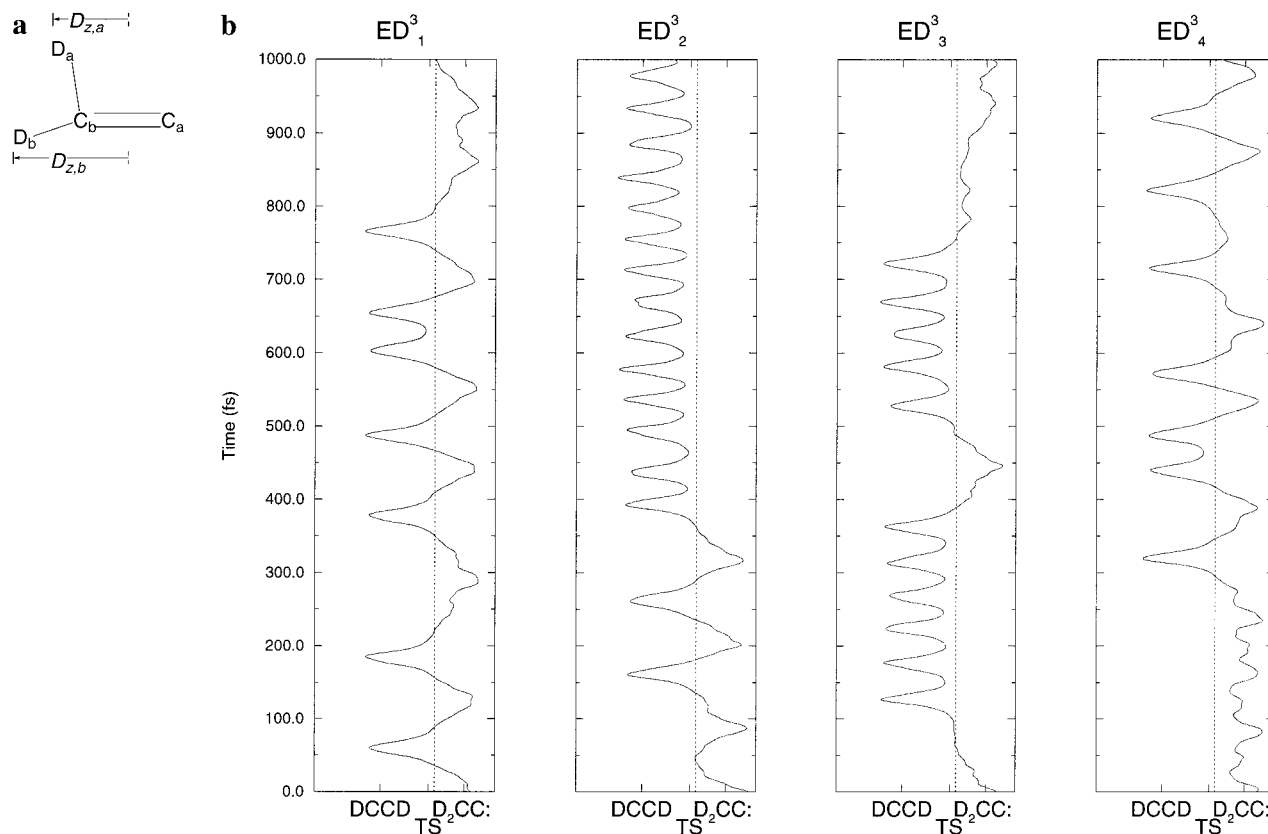 a
D_z,a
D_a
C_b
C_a
D_b
D_z,b
b
ED^3_1
ED^3_2
ED^3_3
ED^3_4
1000.0
900.0
800.0
700.0
600.0
500.0
400.0
300.0
200.0
100.0
0.0
Time (fs)
DCCD TS D_2CC:
DCCD TS D_2CC:
DCCD TS D_2CC:
DCCD TS D_2CC: